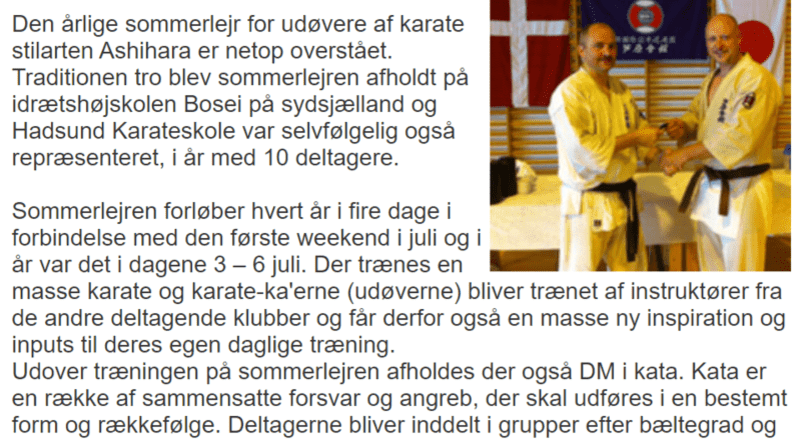 Den årlige sommerlejr for udøvere af karate
stilarten Ashihara er netop overstået.
Traditionen tro blev sommerlejren afholdt på
idrætshøjskolen Bosei på sydsjælland og
Hadsund Karateskole var selvfølgelig også
repræsenteret, i år med 10 deltagere.
Sommerlejren forløber hvert år i fire dage i
forbindelse med den første weekend i juli og i
år var det i dagene 3 – 6 juli. Der trænes en
masse karate og karate-ka'erne (udøverne) bliver trænet af instruktører fra
de andre deltagende klubber og får derfor også en masse ny inspiration og
inputs til deres egen daglige træning.
Udover træningen på sommerlejren afholdes der også DM i kata. Kata er
en række af sammensatte forsvar og angreb, der skal udføres i en bestemt
form og rækkefølge. Deltagerne bliver inddelt i grupper efter bæltegrad og